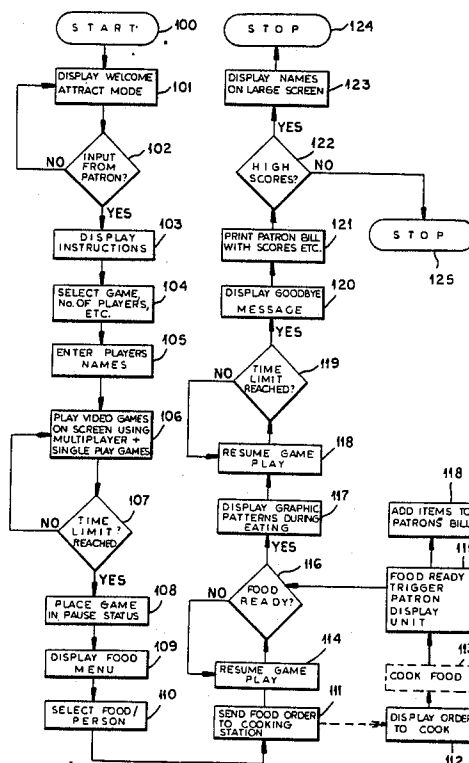 START
100
DISPLAY WELCOME
ATTRACT MODE
101
INPUT
FROM
PATRON?
102
NO
YES
DISPLAY
INSTRUCTIONS
103
SELECT GAME,
No. OF PLAYERS,
ETC.
104
ENTER PLAYERS
NAMES
105
PLAY VIDEO GAMES
ON SCREEN USING
MULTIPLAYER +
SINGLE PLAY GAMES
106
TIME
LIMIT?
REACHED
107
NO
YES
PLACE GAME
IN PAUSE STATUS
108
DISPLAY FOOD
MENU
109
SELECT FOOD/
PERSON
110
STOP
124
DISPLAY NAMES
ON LARGE SCREEN
123
YES
HIGH
SCORES?
122
NO
STOP
125
PRINT PATRON BILL
WITH SCORES ETC.
121
DISPLAY GOODBYE
MESSAGE
120
YES
TIME
LIMIT
REACHED?
119
NO
RESUME GAME
PLAY
118
DISPLAY GRAPHIC
PATTERNS DURING
EATING
117
YES
FOOD
READY?
116
NO
RESUME GAME
PLAY
114
SEND FOOD ORDER
TO COOKING
STATION
111
118
ADD ITEMS TO
PATRONS BILL
FOOD READY
TRIGGER
PATRON
DISPLAY
UNIT
COOK FOOD
DISPLAY ORDER
TO COOK
112